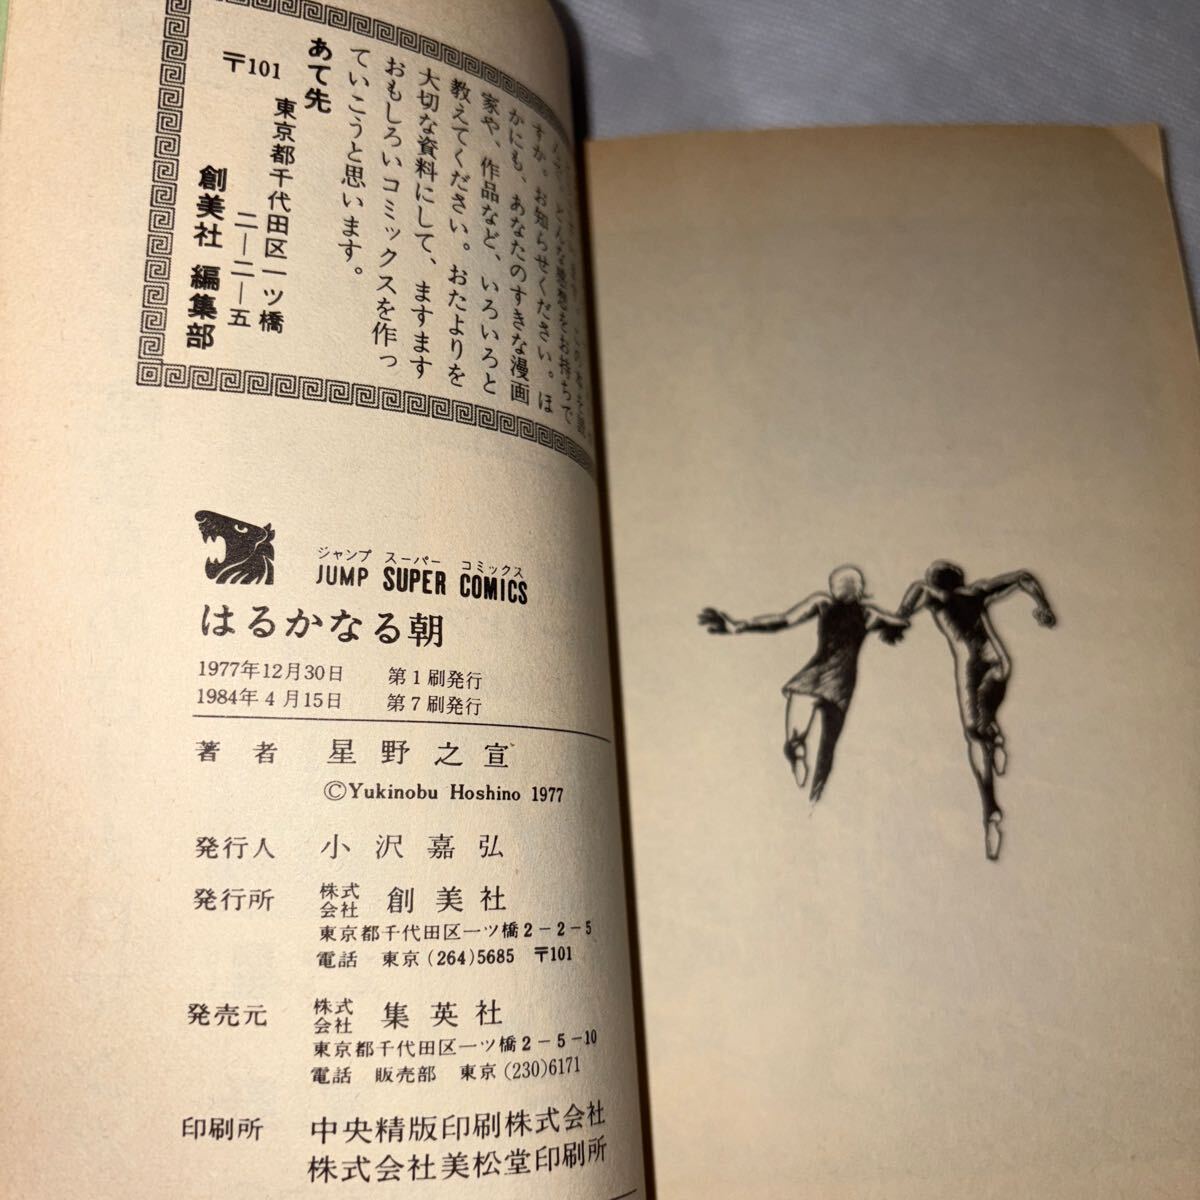 すか。お知らせください。ほ
かにも、あなたのすきな漫画
家や、作品など、いろいろと
教えてください。おたよりを
大切な資料にして、ますます
おもしろいコミックスを作っ
ていこうと思います。
あて先
〒101
東京都千代田区一ツ橋
二―二―五
創美社 編集部
ジャンプ スーパー コミックス
JUMP SUPER COMICS
はるかなる朝
1977年12月30日 第1刷発行
1984年4月15日 第7刷発行
著者 星野之宣
©Yukinobu Hoshino 1977
発行人 小沢嘉弘
発行所 株式会社 創美社
東京都千代田区一ツ橋2-2-5
電話 東京(264)5685 〒101
発売元 株式会社 集英社
東京都千代田区一ツ橋2-5-10
電話 販売部 東京(230)6171
印刷所 中央精版印刷株式会社
株式会社美松堂印刷所